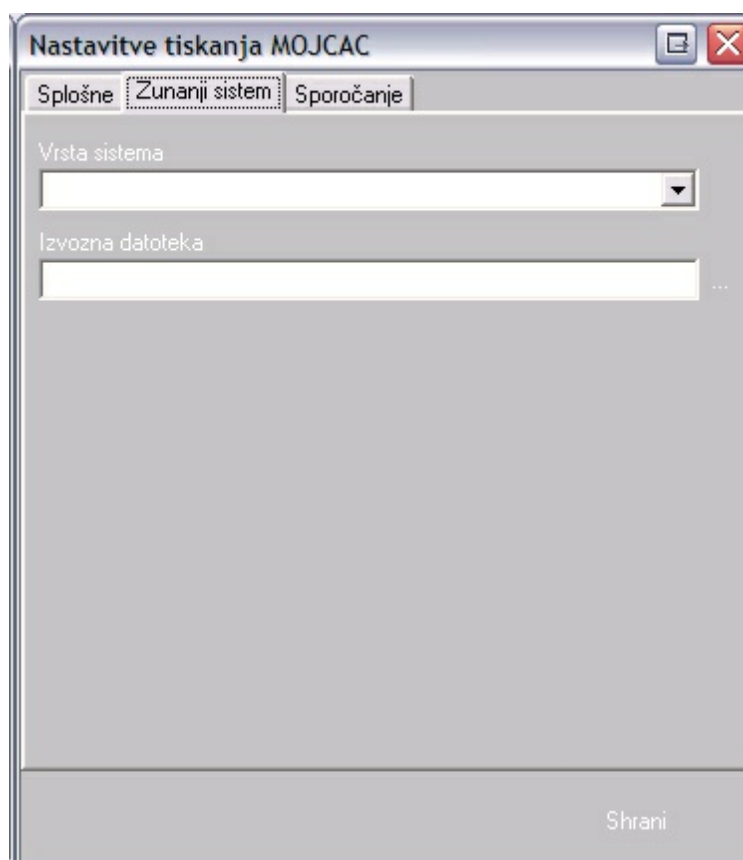 Nastavitve tiskanja MOJCAC
Splošne Zunanji sistem Sporočanje
Vrsta sistema
Izvozna datoteka
...
Shrani